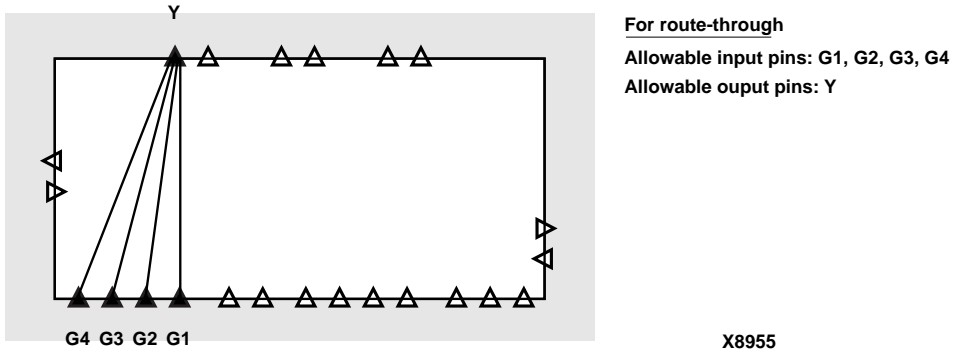 Y
For route-through
Allowable input pins: G1, G2, G3, G4
Allowable ouput pins: Y
G4 G3 G2 G1
X8955